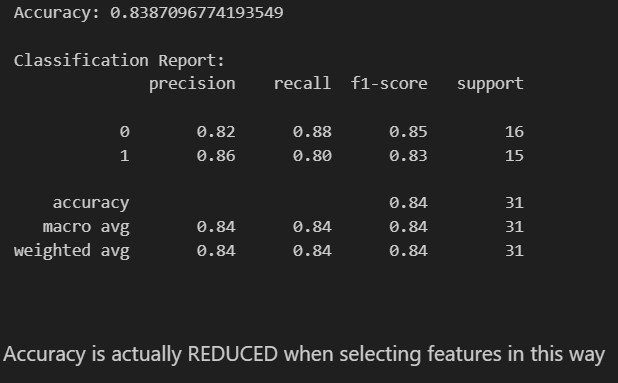 Accuracy: 0.8387096774193549
Classification Report:
precision recall f1-score support
0 0.82 0.88 0.85 16
1 0.86 0.80 0.83 15
accuracy 0.84 31
macro avg 0.84 0.84 0.84 31
weighted avg 0.84 0.84 0.84 31
Accuracy is actually REDUCED when selecting features in this way